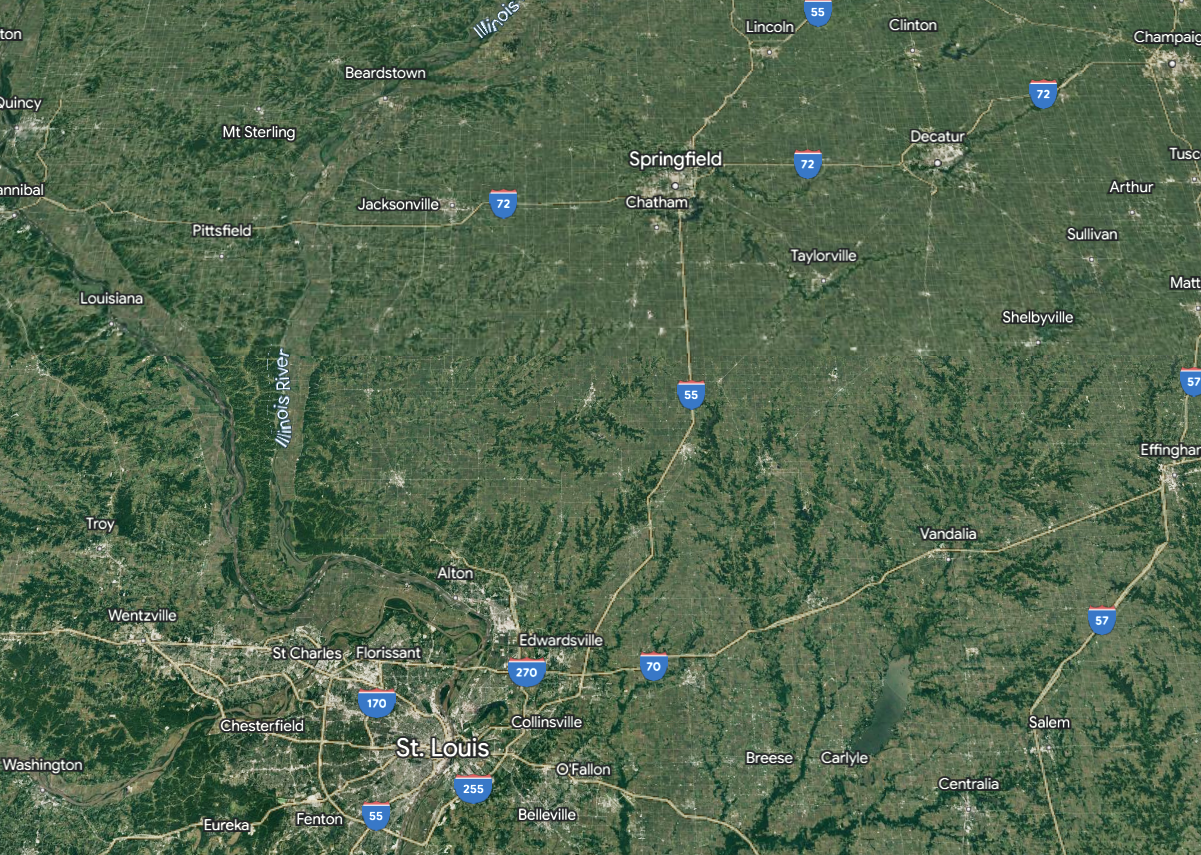 Illinois
55
Lincoln
Clinton
ton
Champaig
Beardstown
72
Quincy
Mt Sterling
Decatur
Springfield
72
Tusc
annibal
Jacksonville
72
Chatham
Arthur
Pittsfield
Sullivan
Taylorville
Louisiana
Matt
Shelbyville
Illinois River
55
57
Effingham
Troy
Vandalia
Alton
Wentzville
57
Edwardsville
St Charles
Florissant
270
70
170
Chesterfield
Collinsville
Salem
St. Louis
Washington
O'Fallon
Breese
Carlyle
255
Centralia
55
Eureka
Fenton
Belleville